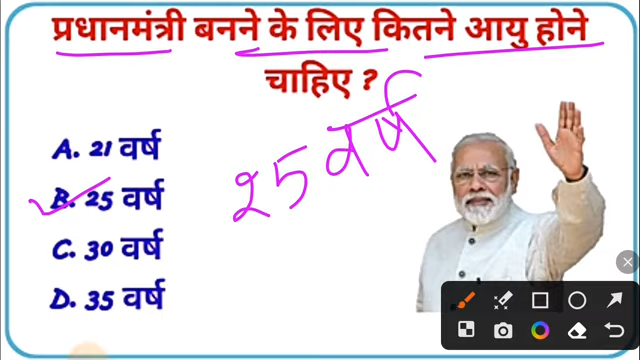 प्रधानमंत्री बनने के लिए कितने आयु होने
चाहिए ?
A. 21 वर्ष
B. 25 वर्ष
C. 30 वर्ष
D. 35 वर्ष
25 वर्ष